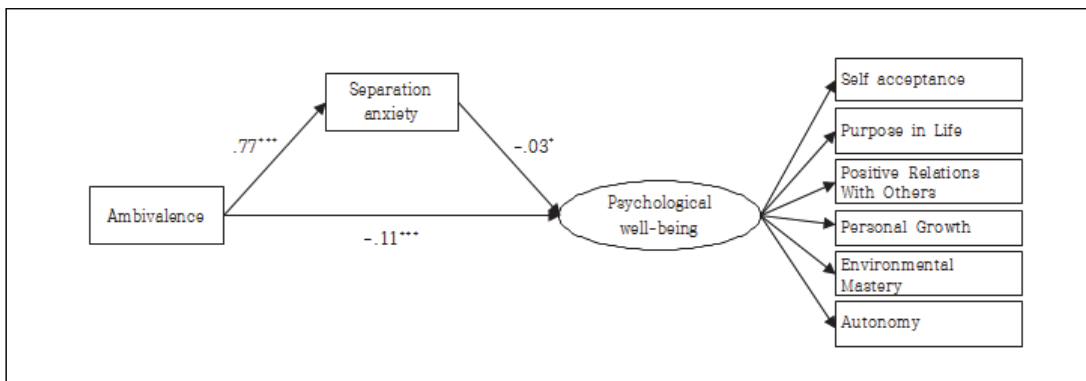 Separation
anxiety
.77***
-.03*
Ambivalence
-.11***
Psychological
well-being
Self acceptance
Purpose in Life
Positive Relations
With Others
Personal Growth
Environmental
Mastery
Autonomy